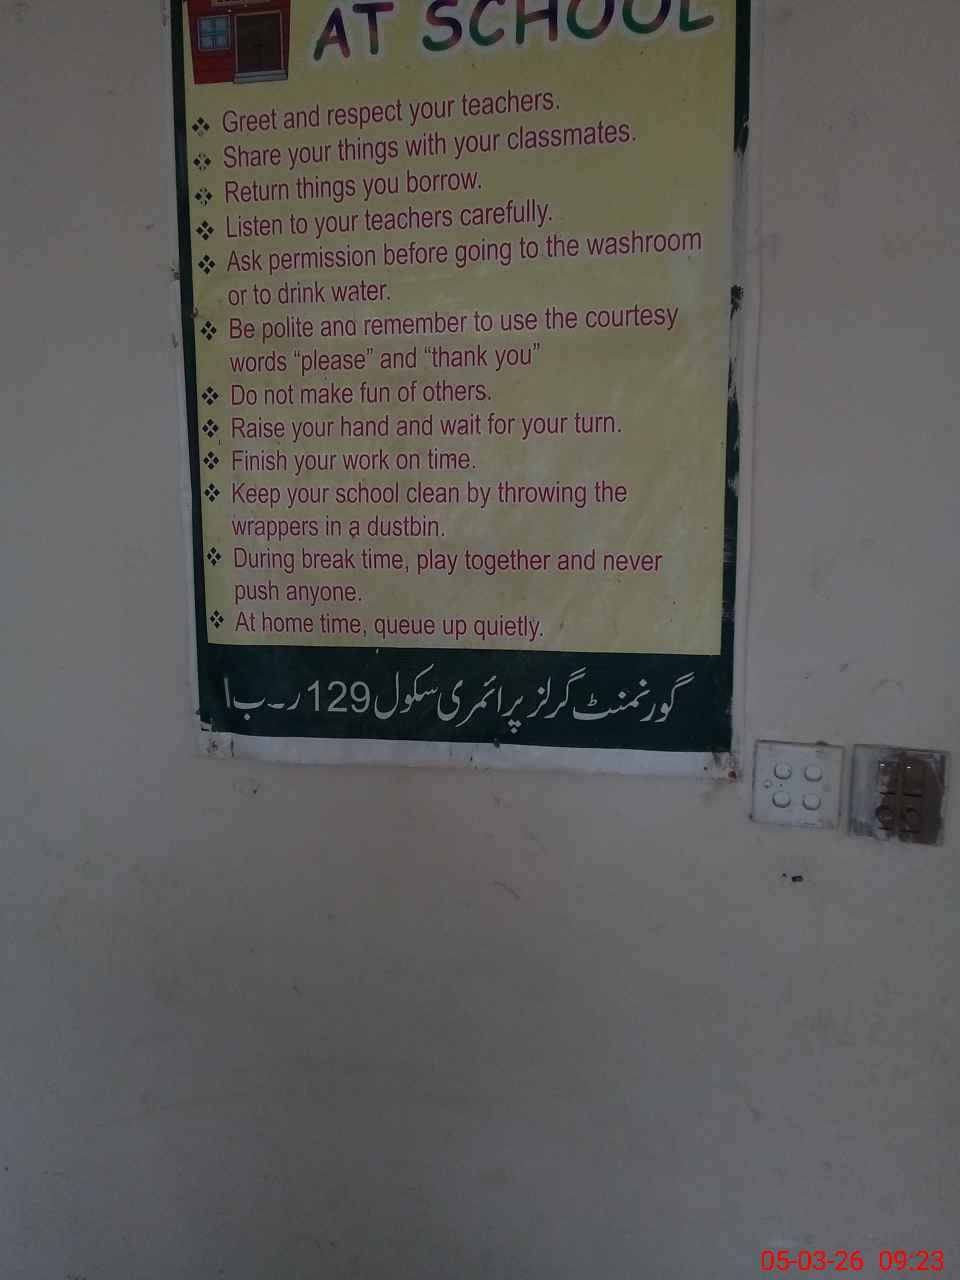 AT SCHOOL
❖ Greet and respect your teachers.
❖ Share your things with your classmates.
❖ Return things you borrow.
❖ Listen to your teachers carefully.
❖ Ask permission before going to the washroom
or to drink water.
❖ Be polite and remember to use the courtesy
words “please” and “thank you”
❖ Do not make fun of others.
❖ Raise your hand and wait for your turn.
❖ Finish your work on time.
❖ Keep your school clean by throwing the
wrappers in a dustbin.
❖ During break time, play together and never
push anyone.
❖ At home time, queue up quietly.
گورنمنٹ گرلز پرائمری سکول 129 ر۔ب ا
05-03-26 09:23